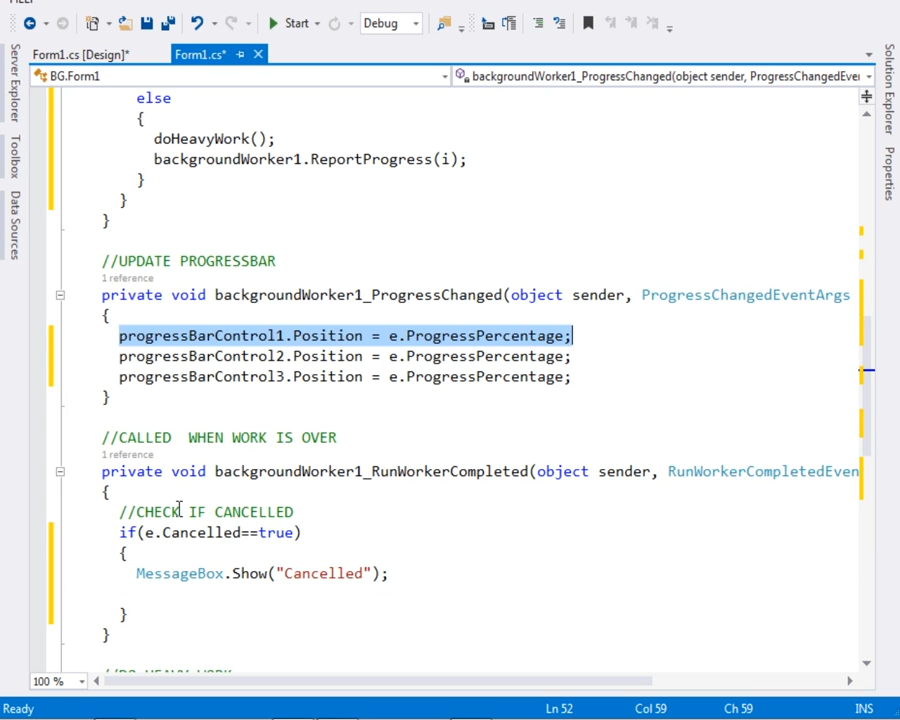 Start
Debug
Form1.cs [Design]*
Form1.cs*
BG.Form1
backgroundWorker1_ProgressChanged(object sender, ProgressChangedEve
Server Explorer
Toolbox
Data Sources
Solution Explorer
Properties
else
{
doHeavyWork();
backgroundWorker1.ReportProgress(i);
}
}
}
//UPDATE PROGRESSBAR
1 reference
private void backgroundWorker1_ProgressChanged(object sender, ProgressChangedEventArgs
{
progressBarControl1.Position = e.ProgressPercentage;
progressBarControl2.Position = e.ProgressPercentage;
progressBarControl3.Position = e.ProgressPercentage;
}
//CALLED  WHEN WORK IS OVER
1 reference
private void backgroundWorker1_RunWorkerCompleted(object sender, RunWorkerCompletedEven
{
//CHECK IF CANCELLED
if(e.Cancelled==true)
{
MessageBox.Show("Cancelled");
}
}
100 %
Ready
Ln 52
Col 59
Ch 59
INS